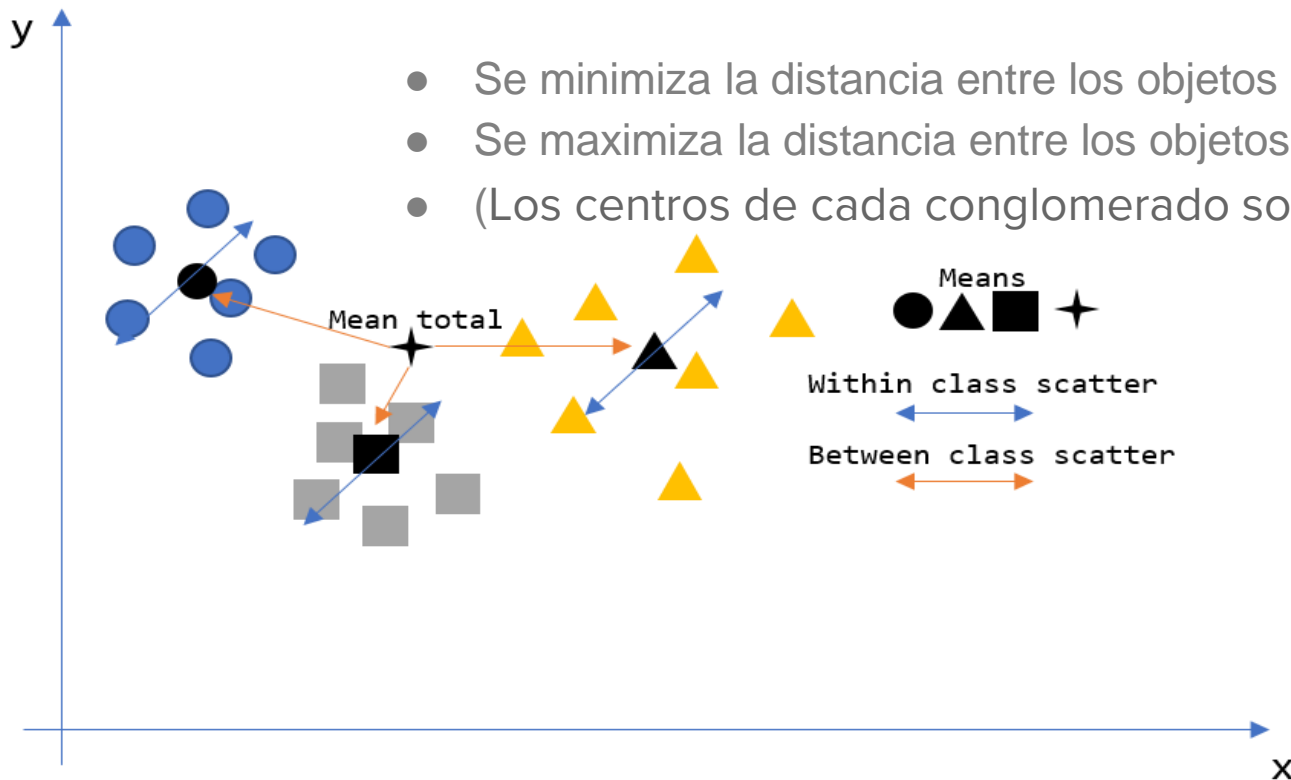 y
● Se minimiza la distancia entre los objetos
● Se maximiza la distancia entre los objetos
● (Los centros de cada conglomerado so
Means
Mean total
Within class scatter
Between class scatter
x